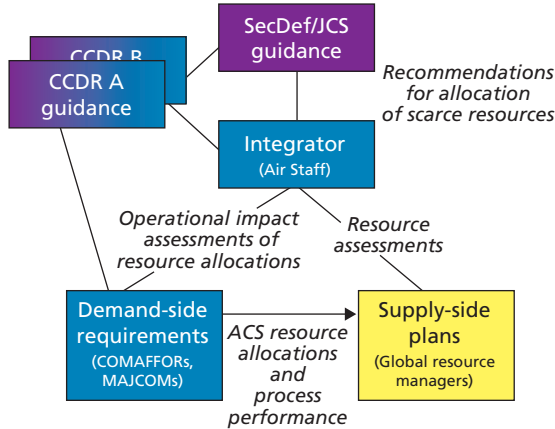 SecDef/JCS
guidance
CCDR B
CCDR A
guidance
Recommendations
for allocation
of scarce resources
Integrator
(Air Staff)
Operational impact
assessments of
resource allocations
Resource
assessments
Demand-side
requirements
(COMAFFORs,
MAJCOMs)
ACS resource
allocations
and
process
performance
Supply-side
plans
(Global resource
managers)